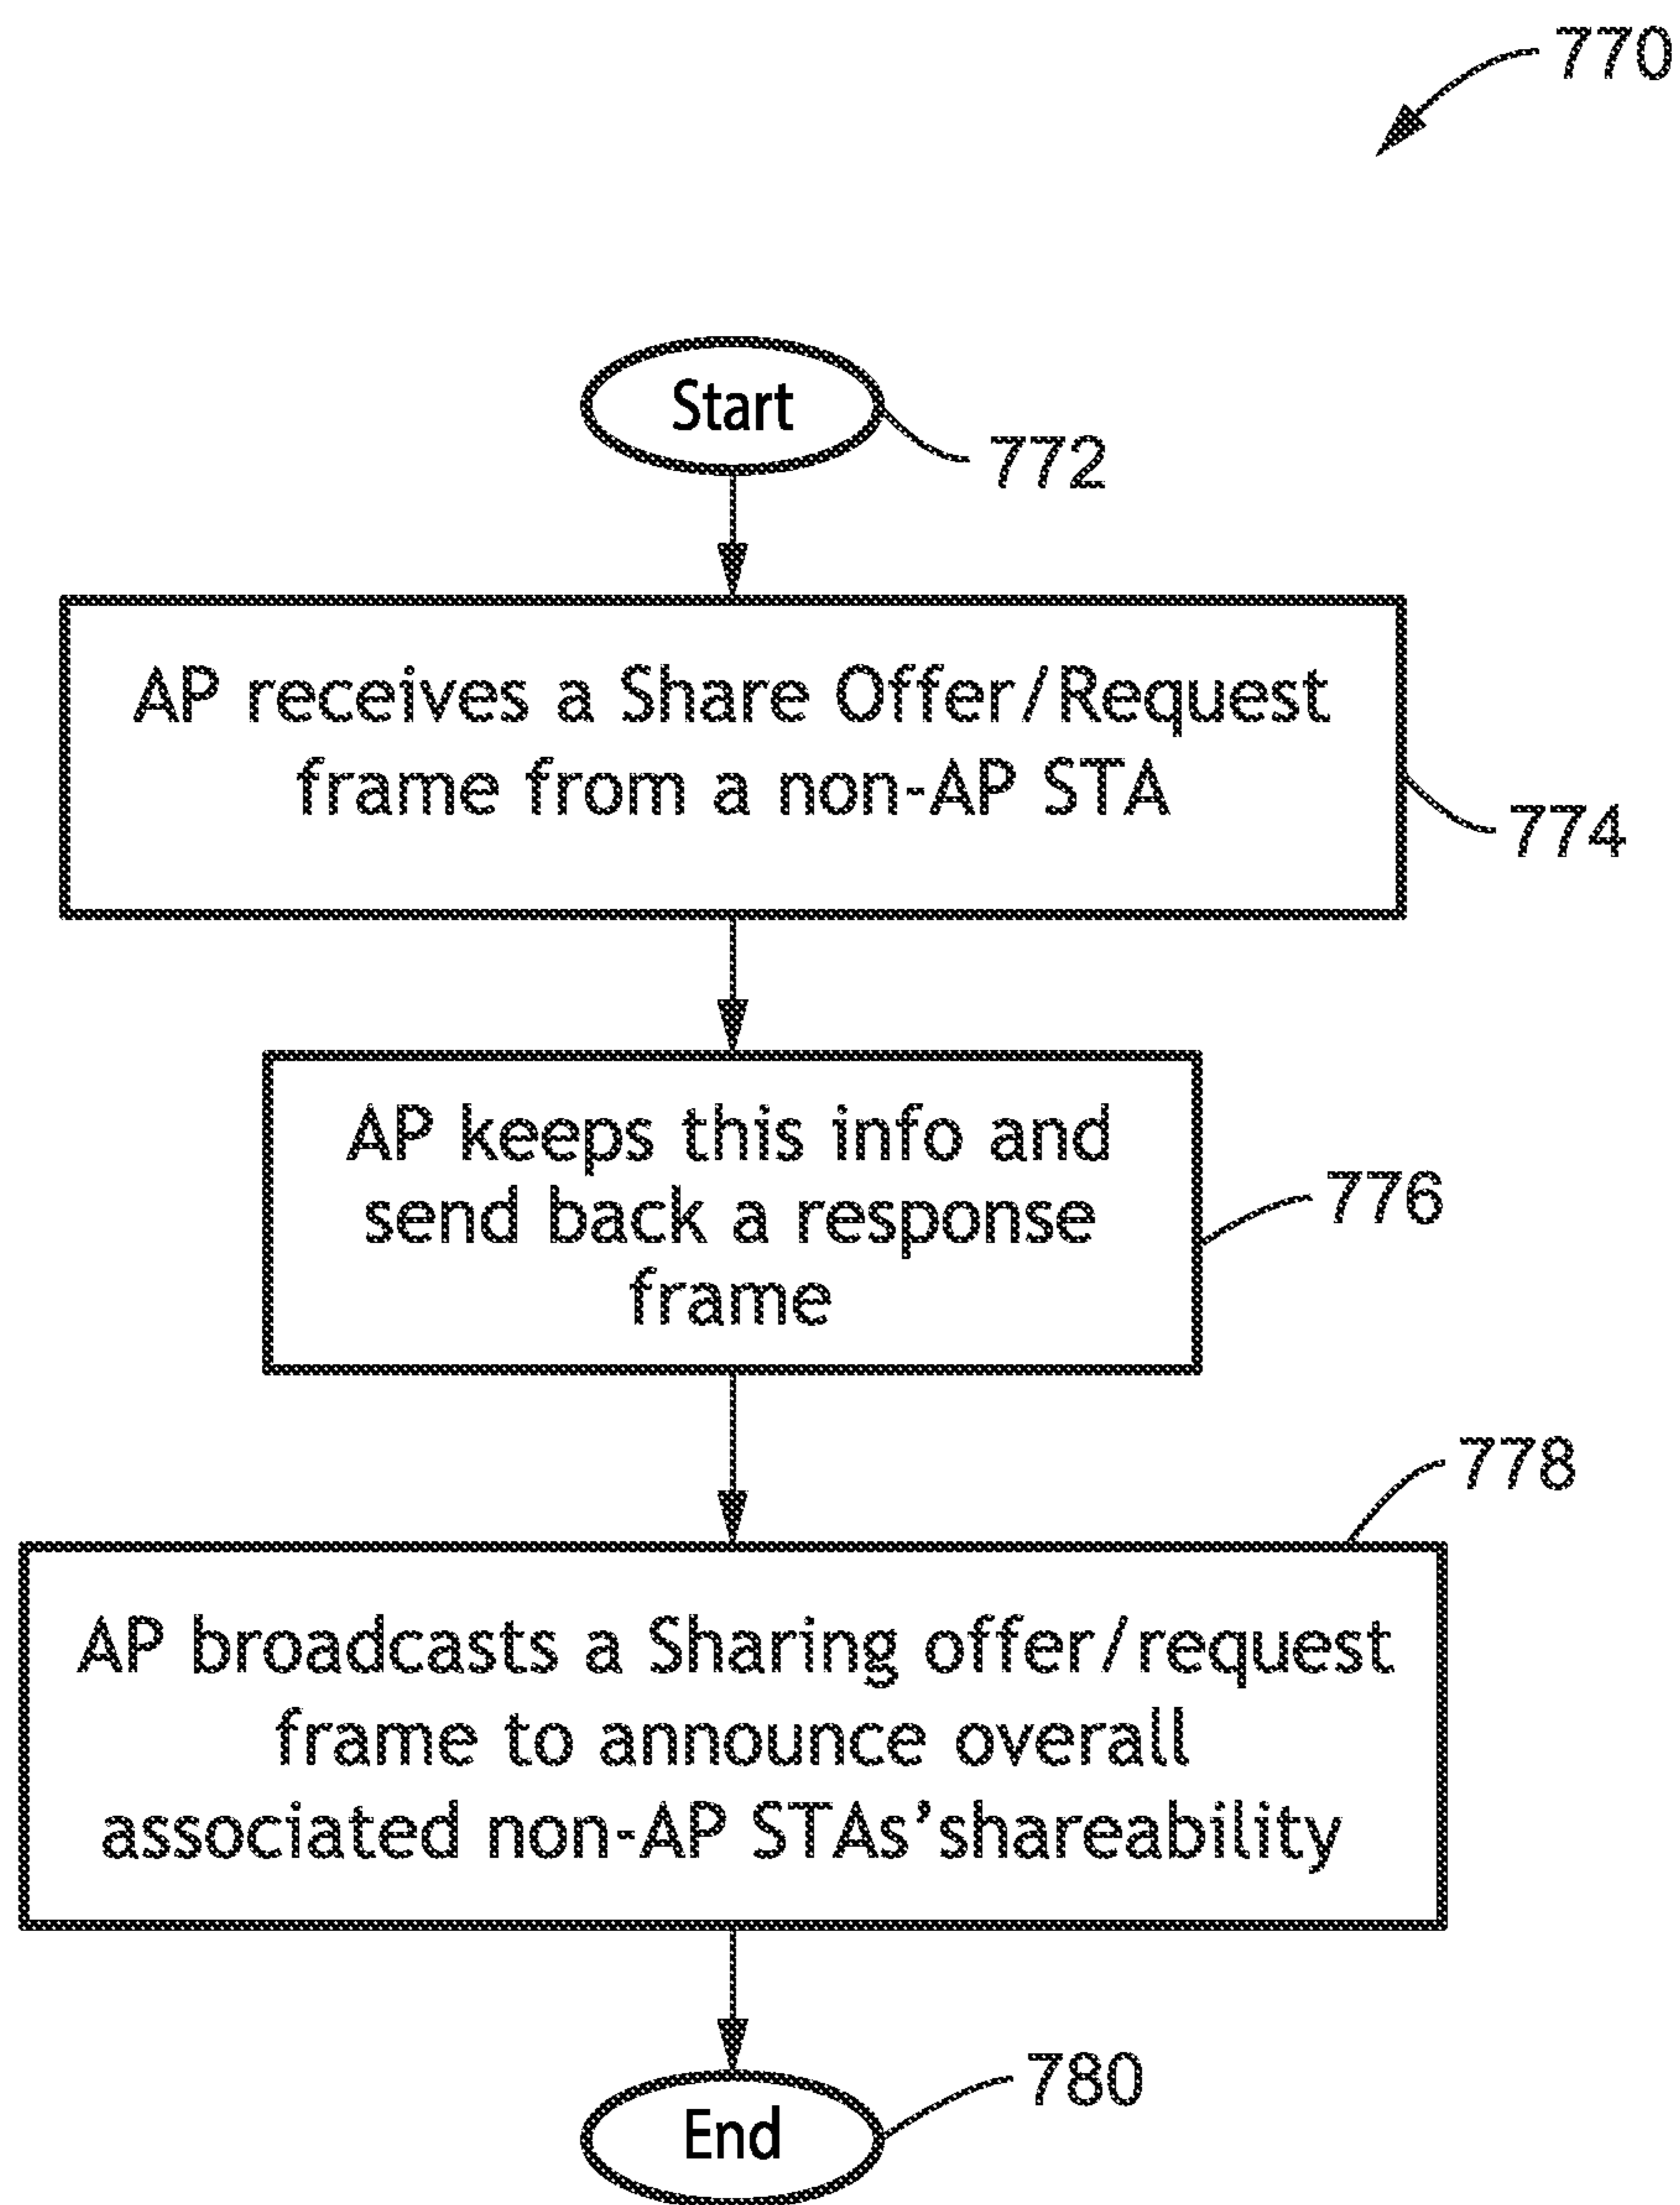 770
Start
772
AP receives a Share Offer/Request
frame from a non-AP STA
774
AP keeps this info and
send back a response
frame
776
778
AP broadcasts a Sharing offer/request
frame to announce overall
associated non-AP STAs'shareability
780
End